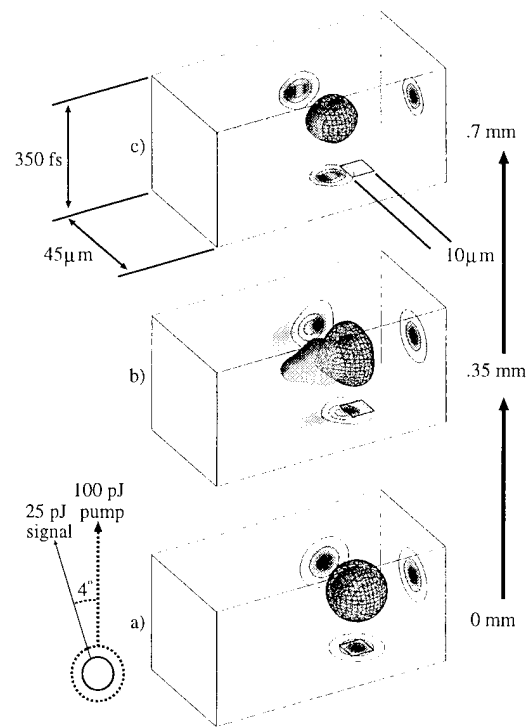 350 fs
c)
.7 mm
45μm
10μm
b)
.35 mm
100 pJ
pump
25 pJ
signal
4°
a)
0 mm